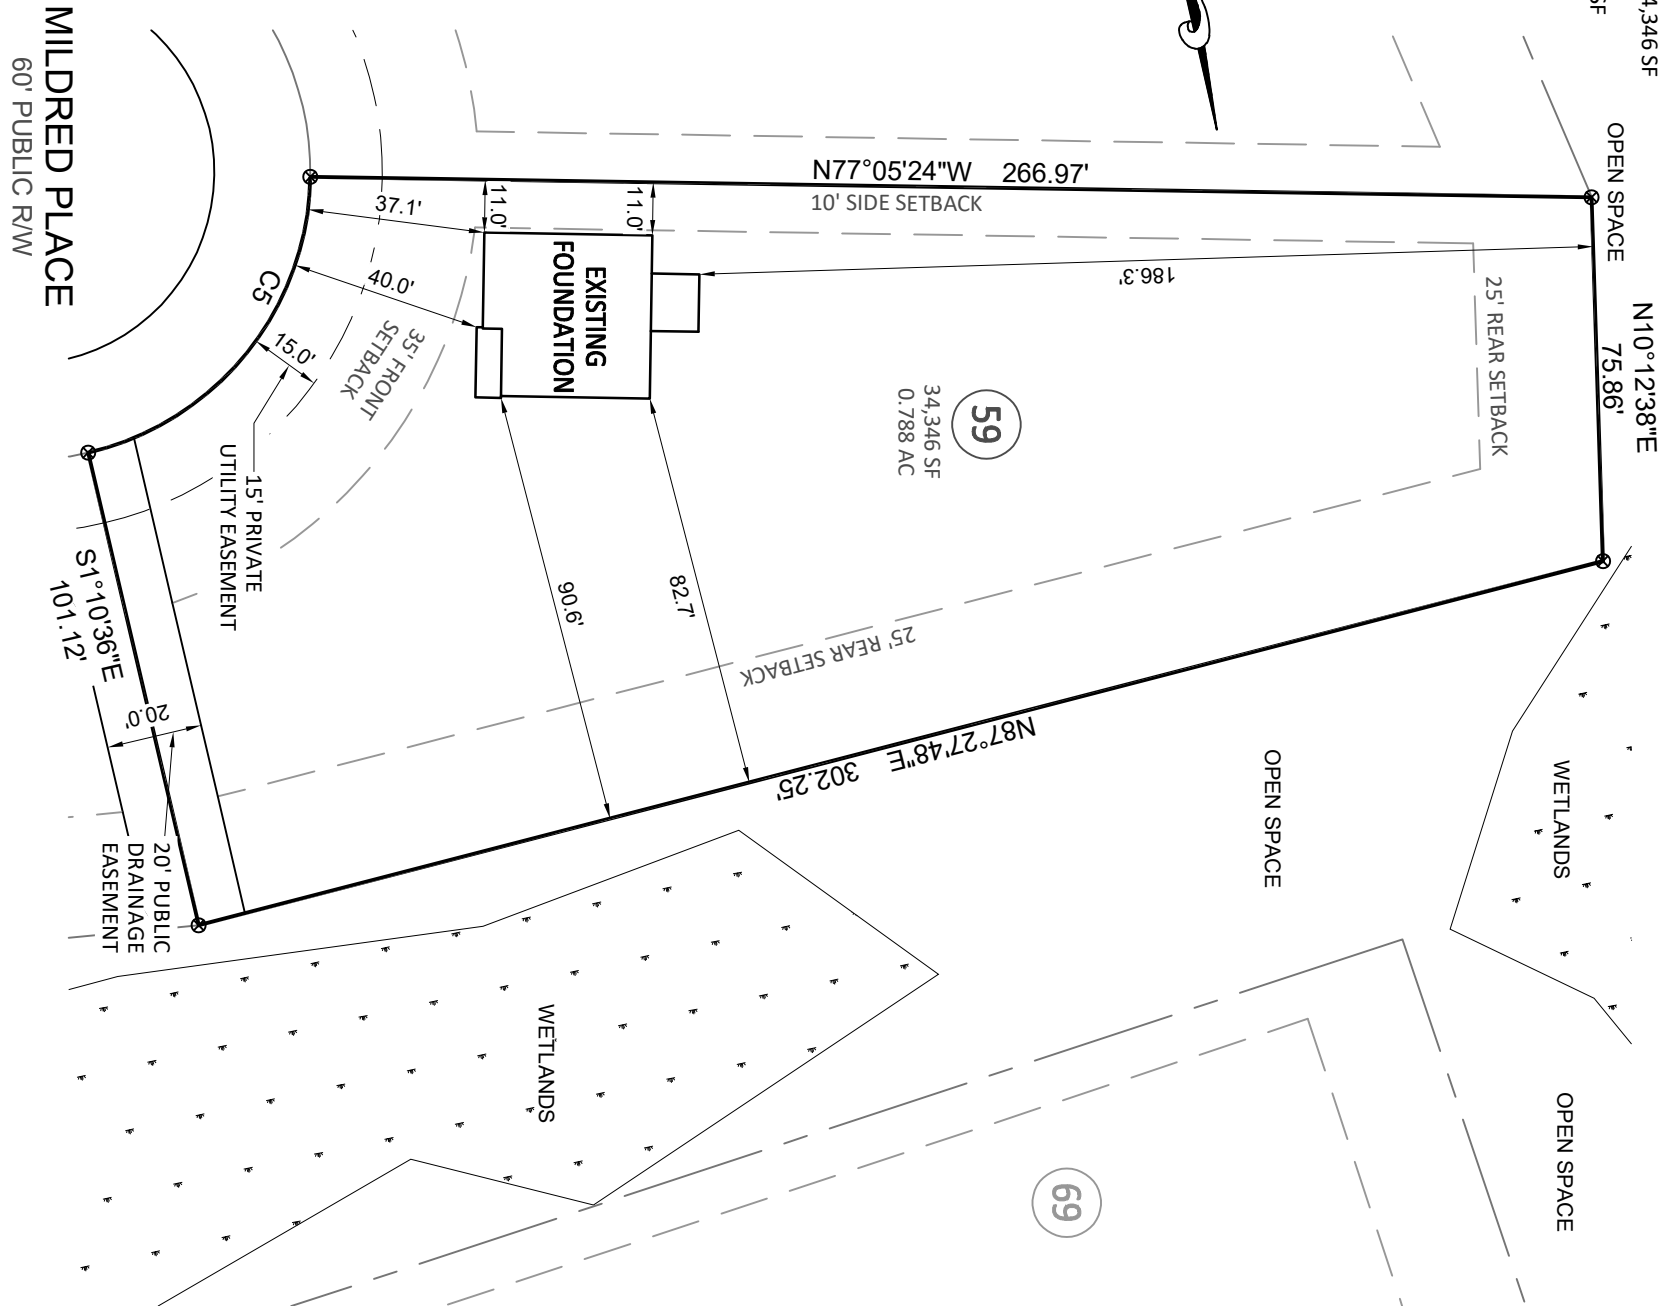 4,346 SF
SF
OPEN SPACE
N10°12'38"E
75.86'
N77°05'24"W 266.97'
10' SIDE SETBACK
MILDRED PLACE
60' PUBLIC R/W
37.1'
11.0'
11.0'
EXISTING
FOUNDATION
186.3'
25' REAR SETBACK
C5
40.0'
15.0'
35' FRONT
SETBACK
59
34,346 SF
0.788 AC
15' PRIVATE
UTILITY EASEMENT
S1°10'36"E
101.12'
90.6'
82.7'
25' REAR SETBACK
N87°27'48"E 302.25'
20.0'
20' PUBLIC
DRAINAGE
EASEMENT
OPEN SPACE
WETLANDS
WETLANDS
OPEN SPACE
69